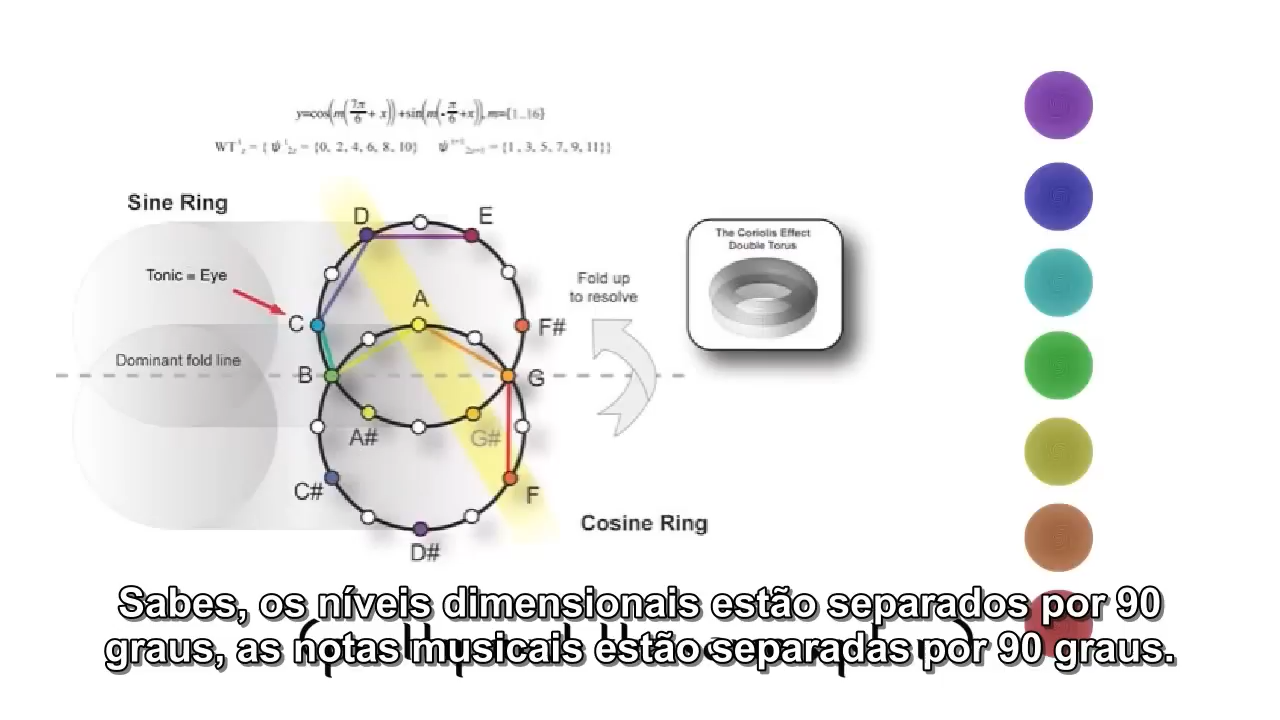 y=cos(m(7π/6 + x))+sin(m(-π/6+x)), m={1..16}
= {0, 2, 4, 6, 8, 10} = {1, 3, 5, 7, 9, 11}}
Sine Ring
D E
The Coriolis Effect
Double Torus
Tonic = Eye
Fold up
to resolve
A
C F#
Dominant fold line
B G
A# G#
C# F
Cosine Ring
D#
Sabes, os níveis dimensionais estão separados por 90
graus, as notas musicais estão separadas por 90 graus.